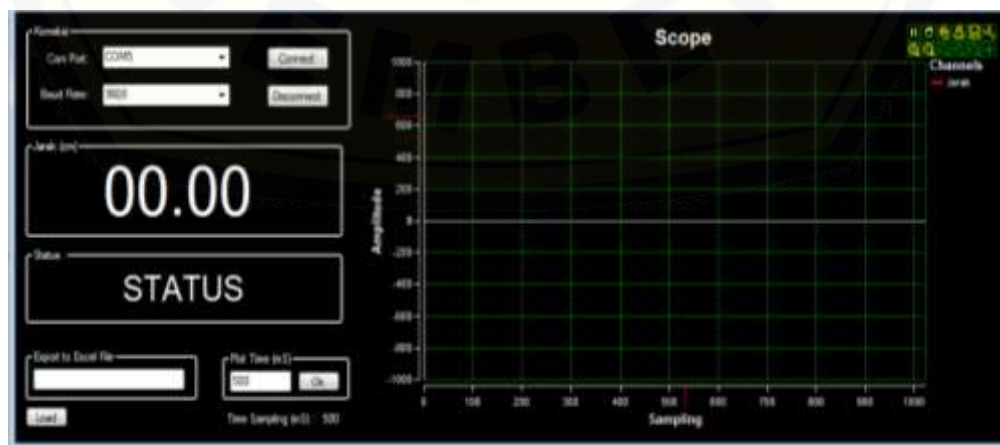 Koneksi
Com Port: COM5 Connect
Baud Rate: 9600 Disconnect
Jarak (cm)
00.00
Status
STATUS
Export to Excel File
Load
Plot Time (mS)
500 Ok
Time Sampling (mS) : 500
Scope
Channels
Jarak
Amplitude
1000
800
600
400
200
0
-200
-400
-600
-800
-1000
0 100 200 300 400 500 600 700 800 900 1000
Sampling